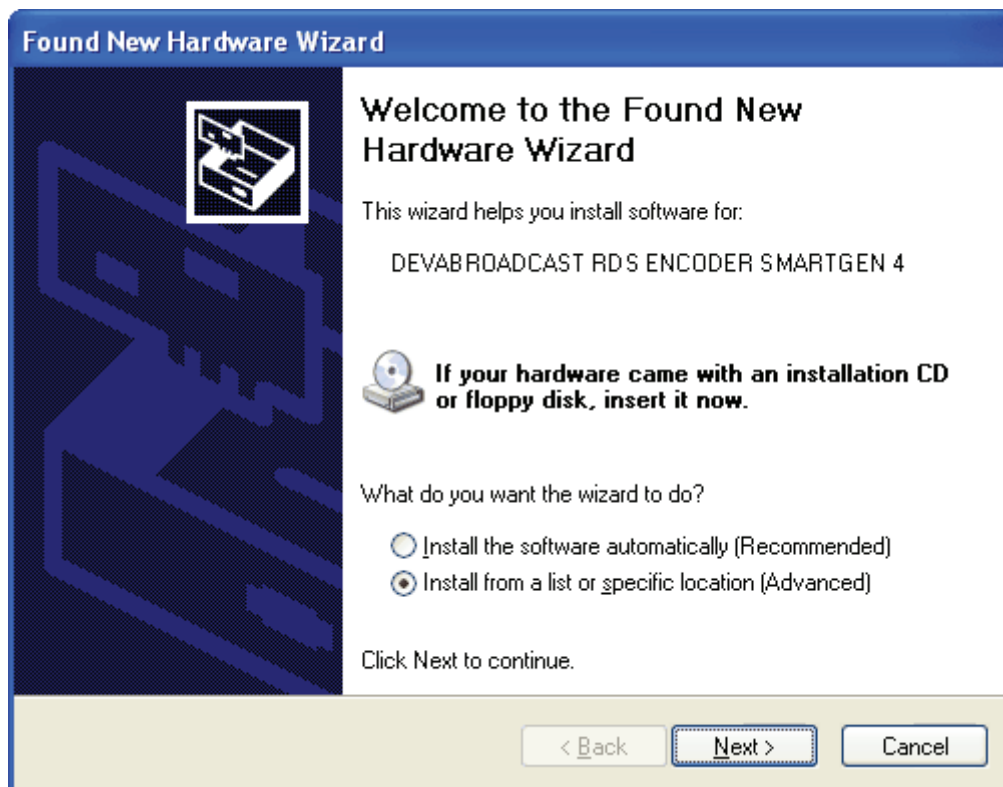 Found New Hardware Wizard
Welcome to the Found New
Hardware Wizard
This wizard helps you install software for:
DEVABROADCAST RDS ENCODER SMARTGEN 4
If your hardware came with an installation CD
or floppy disk, insert it now.
What do you want the wizard to do?
Install the software automatically (Recommended)
Install from a list or specific location (Advanced)
Click Next to continue.
< Back
Next >
Cancel